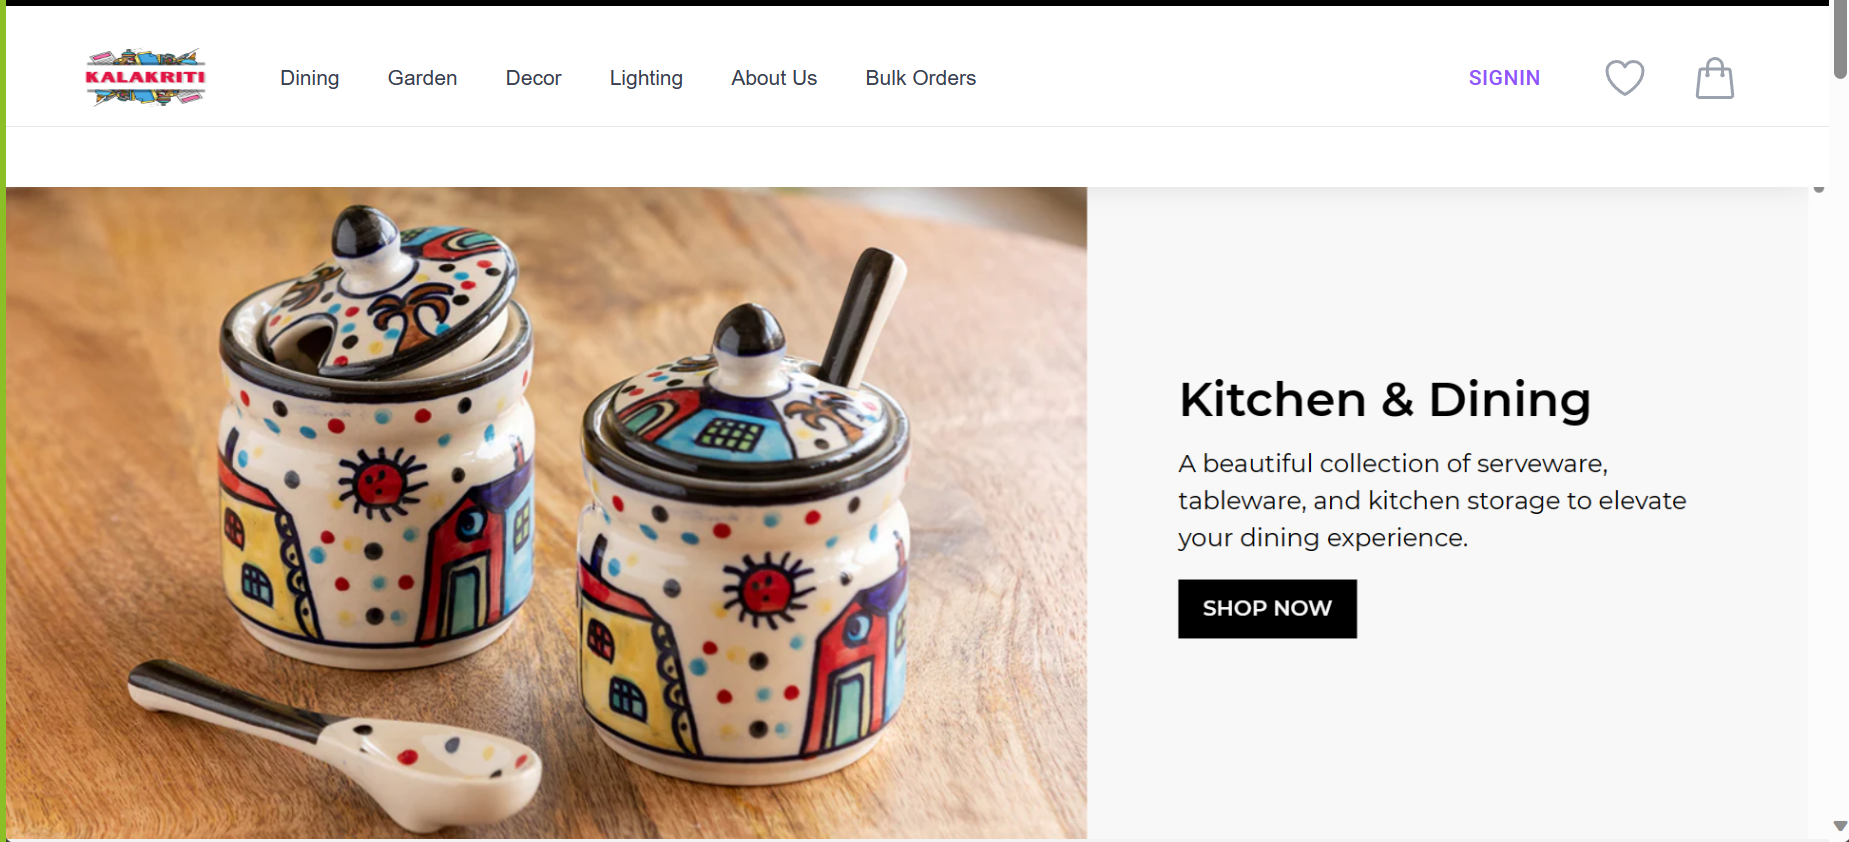 KALAKRITI
Dining
Garden
Decor
Lighting
About Us
Bulk Orders
SIGNIN
Kitchen & Dining
A beautiful collection of serveware,
tableware, and kitchen storage to elevate
your dining experience.
SHOP NOW